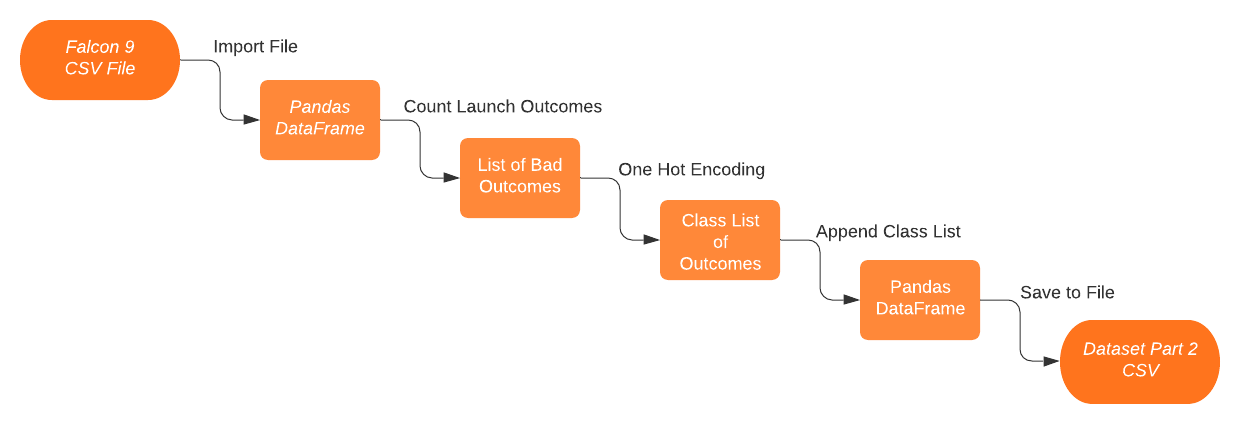 Falcon 9
CSV File
Import File
Pandas
DataFrame
Count Launch Outcomes
List of Bad
Outcomes
One Hot Encoding
Class List
of
Outcomes
Append Class List
Pandas
DataFrame
Save to File
Dataset Part 2
CSV